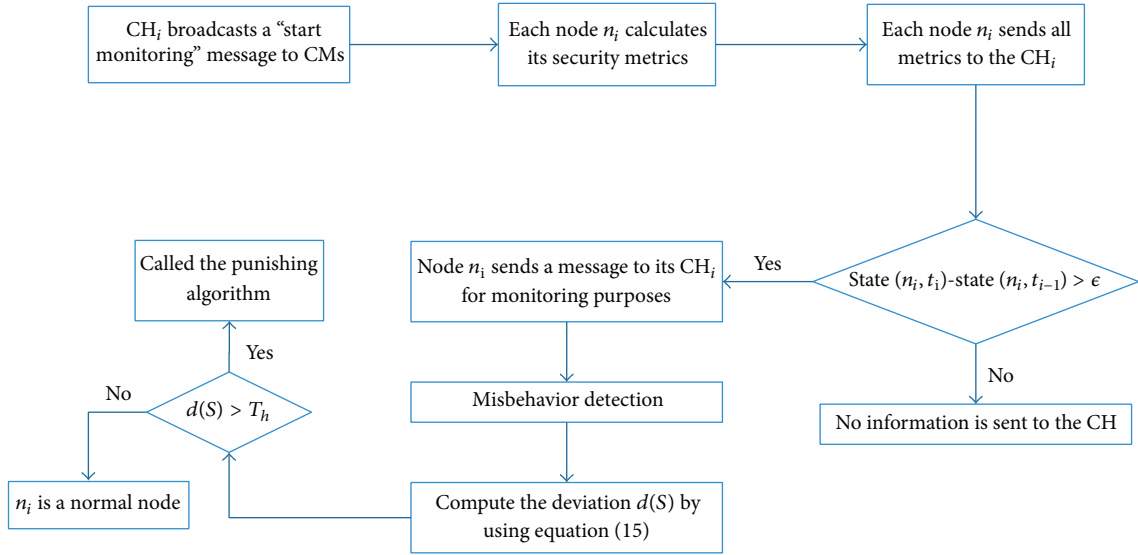 CHᵢ broadcasts a “start
monitoring” message to CMs
Each node nᵢ calculates
its security metrics
Each node nᵢ sends all
metrics to the CHᵢ
State (nᵢ, tᵢ)-state (nᵢ, tᵢ₋₁) > ϵ
Yes
No
No information is sent to the CH
Node nᵢ sends a message to its CHᵢ
for monitoring purposes
Misbehavior detection
Compute the deviation d(S) by
using equation (15)
d(S) > Tₕ
Yes
Called the punishing
algorithm
No
nᵢ is a normal node